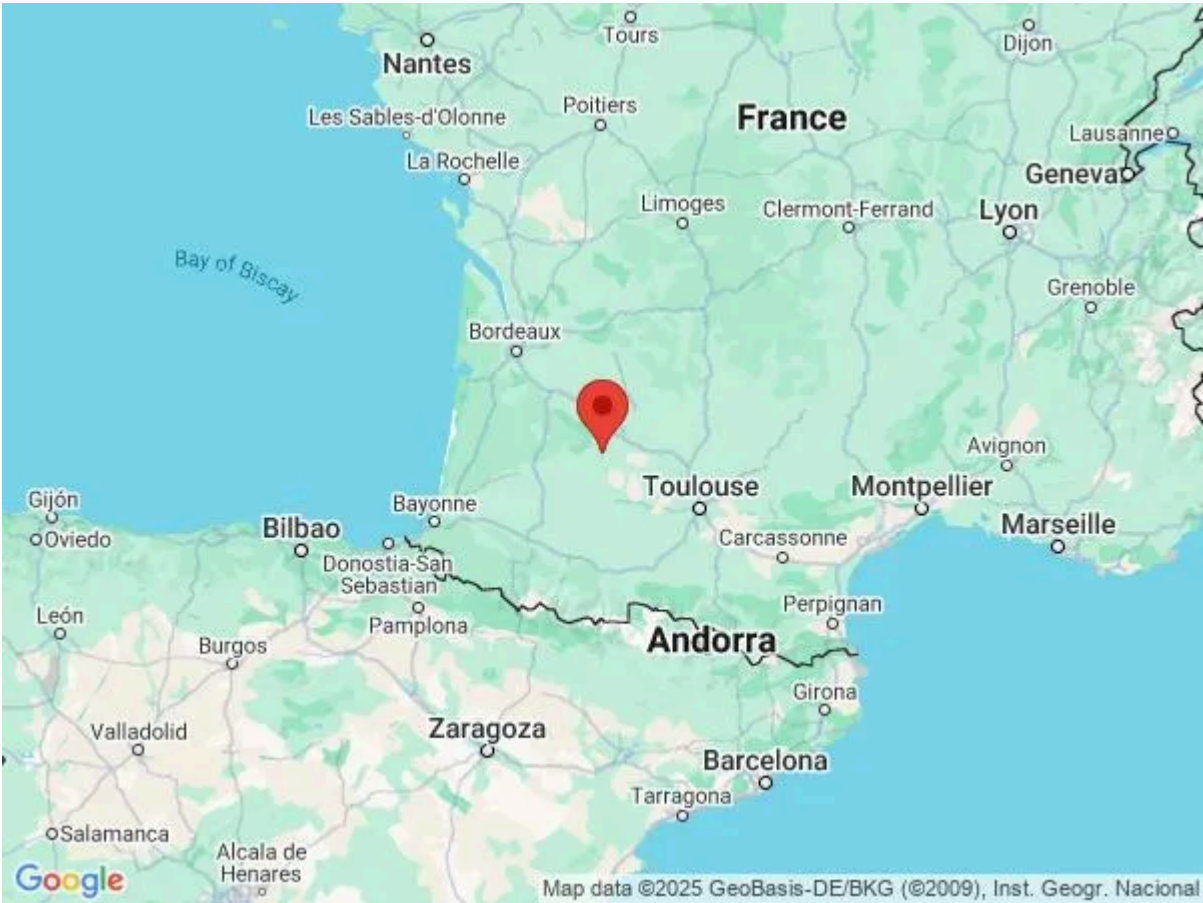 Tours
Dijon
Nantes
Poitiers
Les Sables-d'Olonne
France
Lausanne
La Rochelle
Geneva
Limoges
Clermont-Ferrand
Lyon
Bay of Biscay
Grenoble
Bordeaux
Avignon
Gijón
Bayonne
Toulouse
Montpellier
Oviedo
Bilbao
Marseille
Carcassonne
Donostia-San
Sebastian
León
Pamplona
Perpignan
Burgos
Andorra
Girona
Valladolid
Zaragoza
Barcelona
Tarragona
Salamanca
Alcala de
Henares
Google
Map data ©2025 GeoBasis-DE/BKG (©2009), Inst. Geogr. Nacional